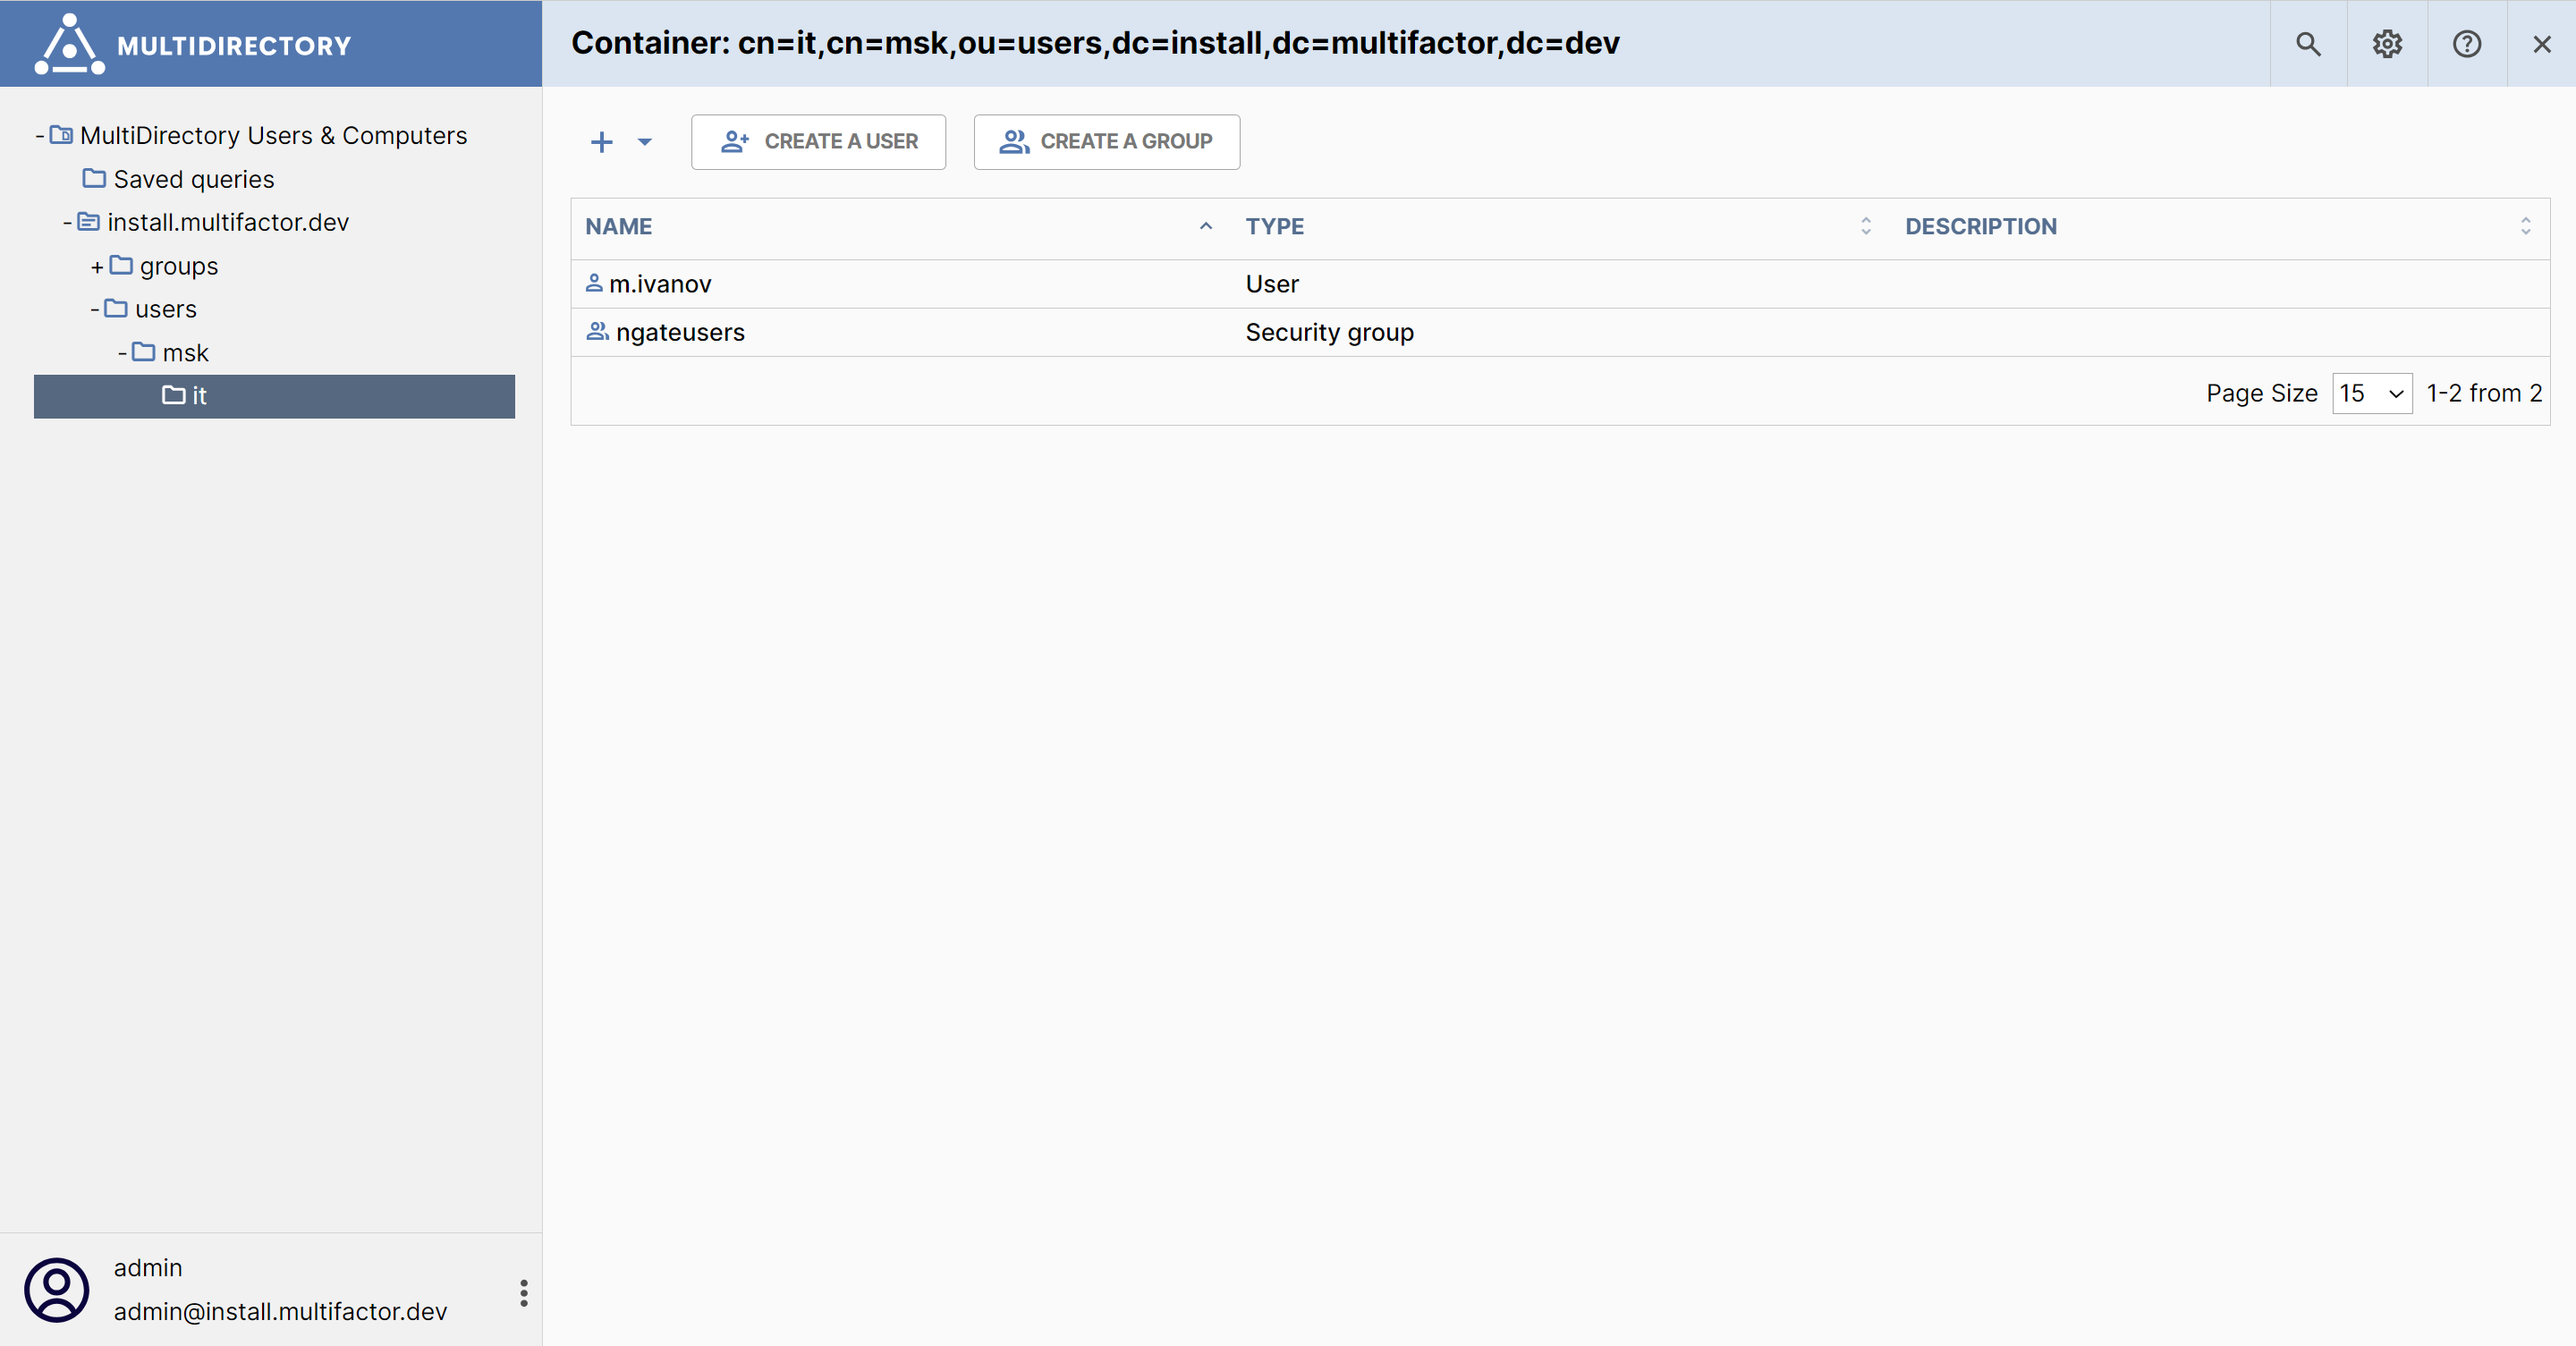 MULTIDIRECTORY
Container: cn=it,cn=msk,ou=users,dc=install,dc=multifactor,dc=dev
- MultiDirectory Users & Computers
Saved queries
- install.multifactor.dev
+ groups
- users
- msk
it
CREATE A USER
CREATE A GROUP
NAME TYPE DESCRIPTION
m.ivanov User
ngateusers Security group
Page Size 15 1-2 from 2
admin
admin@install.multifactor.dev